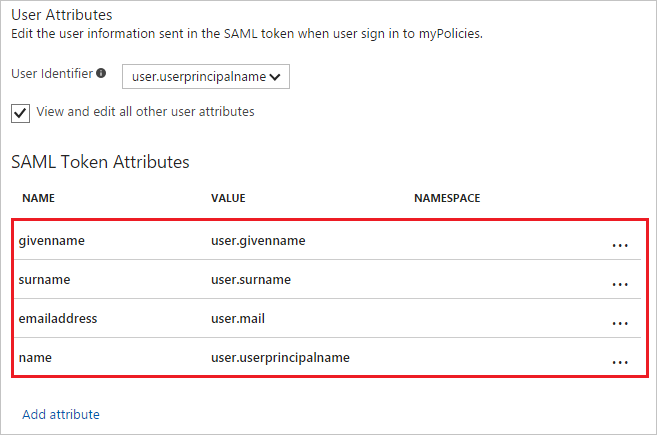 User Attributes
Edit the user information sent in the SAML token when user sign in to myPolicies.
User Identifier
user.userprincipalname
View and edit all other user attributes
SAML Token Attributes
NAME VALUE NAMESPACE
givenname user.givenname ...
surname user.surname ...
emailaddress user.mail ...
name user.userprincipalname ...
Add attribute